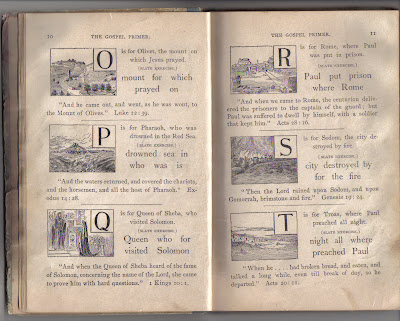 10 THE GOSPEL PRIMER.
O
is for Olives, the mount on
which Jesus prayed.
(SLATE EXERCISE.)
mount for which
prayed on
"And he came out, and went, as he was wont, to
the Mount of Olives." Luke 22:39.
P
is for Pharaoh, who was
drowned in the Red Sea.
(SLATE EXERCISE.)
drowned sea in
who was is
"And the waters returned, and covered the chariots,
and the horsemen, and all the host of Pharaoh." Ex-
odus 14:28.
Q
is for Queen of Sheba, who
visited Solomon.
(SLATE EXERCISE.)
Queen who for
visited Solomon
"And when the Queen of Sheba heard of the fame
of Solomon, concerning the name of the Lord, she came
to prove him with hard questions." 1 Kings 10:1.
THE GOSPEL PRIMER. 11
R
is for Rome, where Paul
was put in prison.
(SLATE EXERCISE.)
Paul put prison
where Rome
"And when we came to Rome, the centurion deliv-
ered the prisoners to the captain of the guard; but
Paul was suffered to dwell by himself, with a soldier
that kept him." Acts 28:16.
S
is for Sodom, the city de-
stroyed by fire.
(SLATE EXERCISE.)
city destroyed by
for the fire
"Then the Lord rained upon Sodom, and upon
Gomorrah, brimstone and fire." Genesis 19:24.
T
is for Troas, where Paul
preached all night.
(SLATE EXERCISE.)
night all where
preached Paul
"When he . . . . had broken bread, and eaten, and
talked a long while, even till break of day, so he
departed." Acts 20:11.